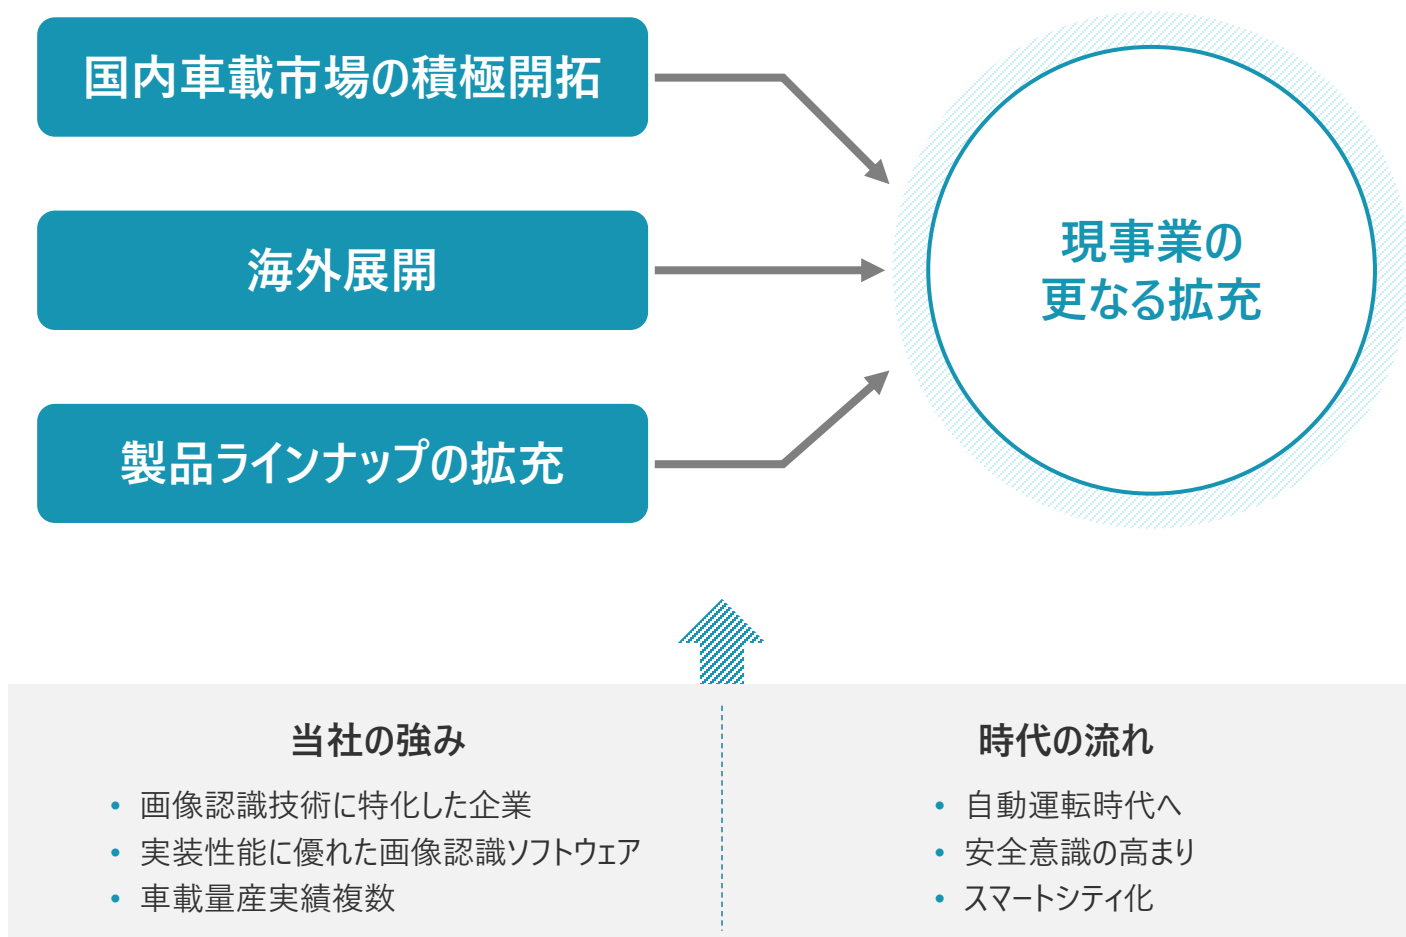 国内車載市場の積極開拓
海外展開
製品ラインナップの拡充
現事業の
更なる拡充
当社の強み
• 画像認識技術に特化した企業
• 実装性能に優れた画像認識ソフトウェア
• 車載量産実績複数
時代の流れ
• 自動運転時代へ
• 安全意識の高まり
• スマートシティ化